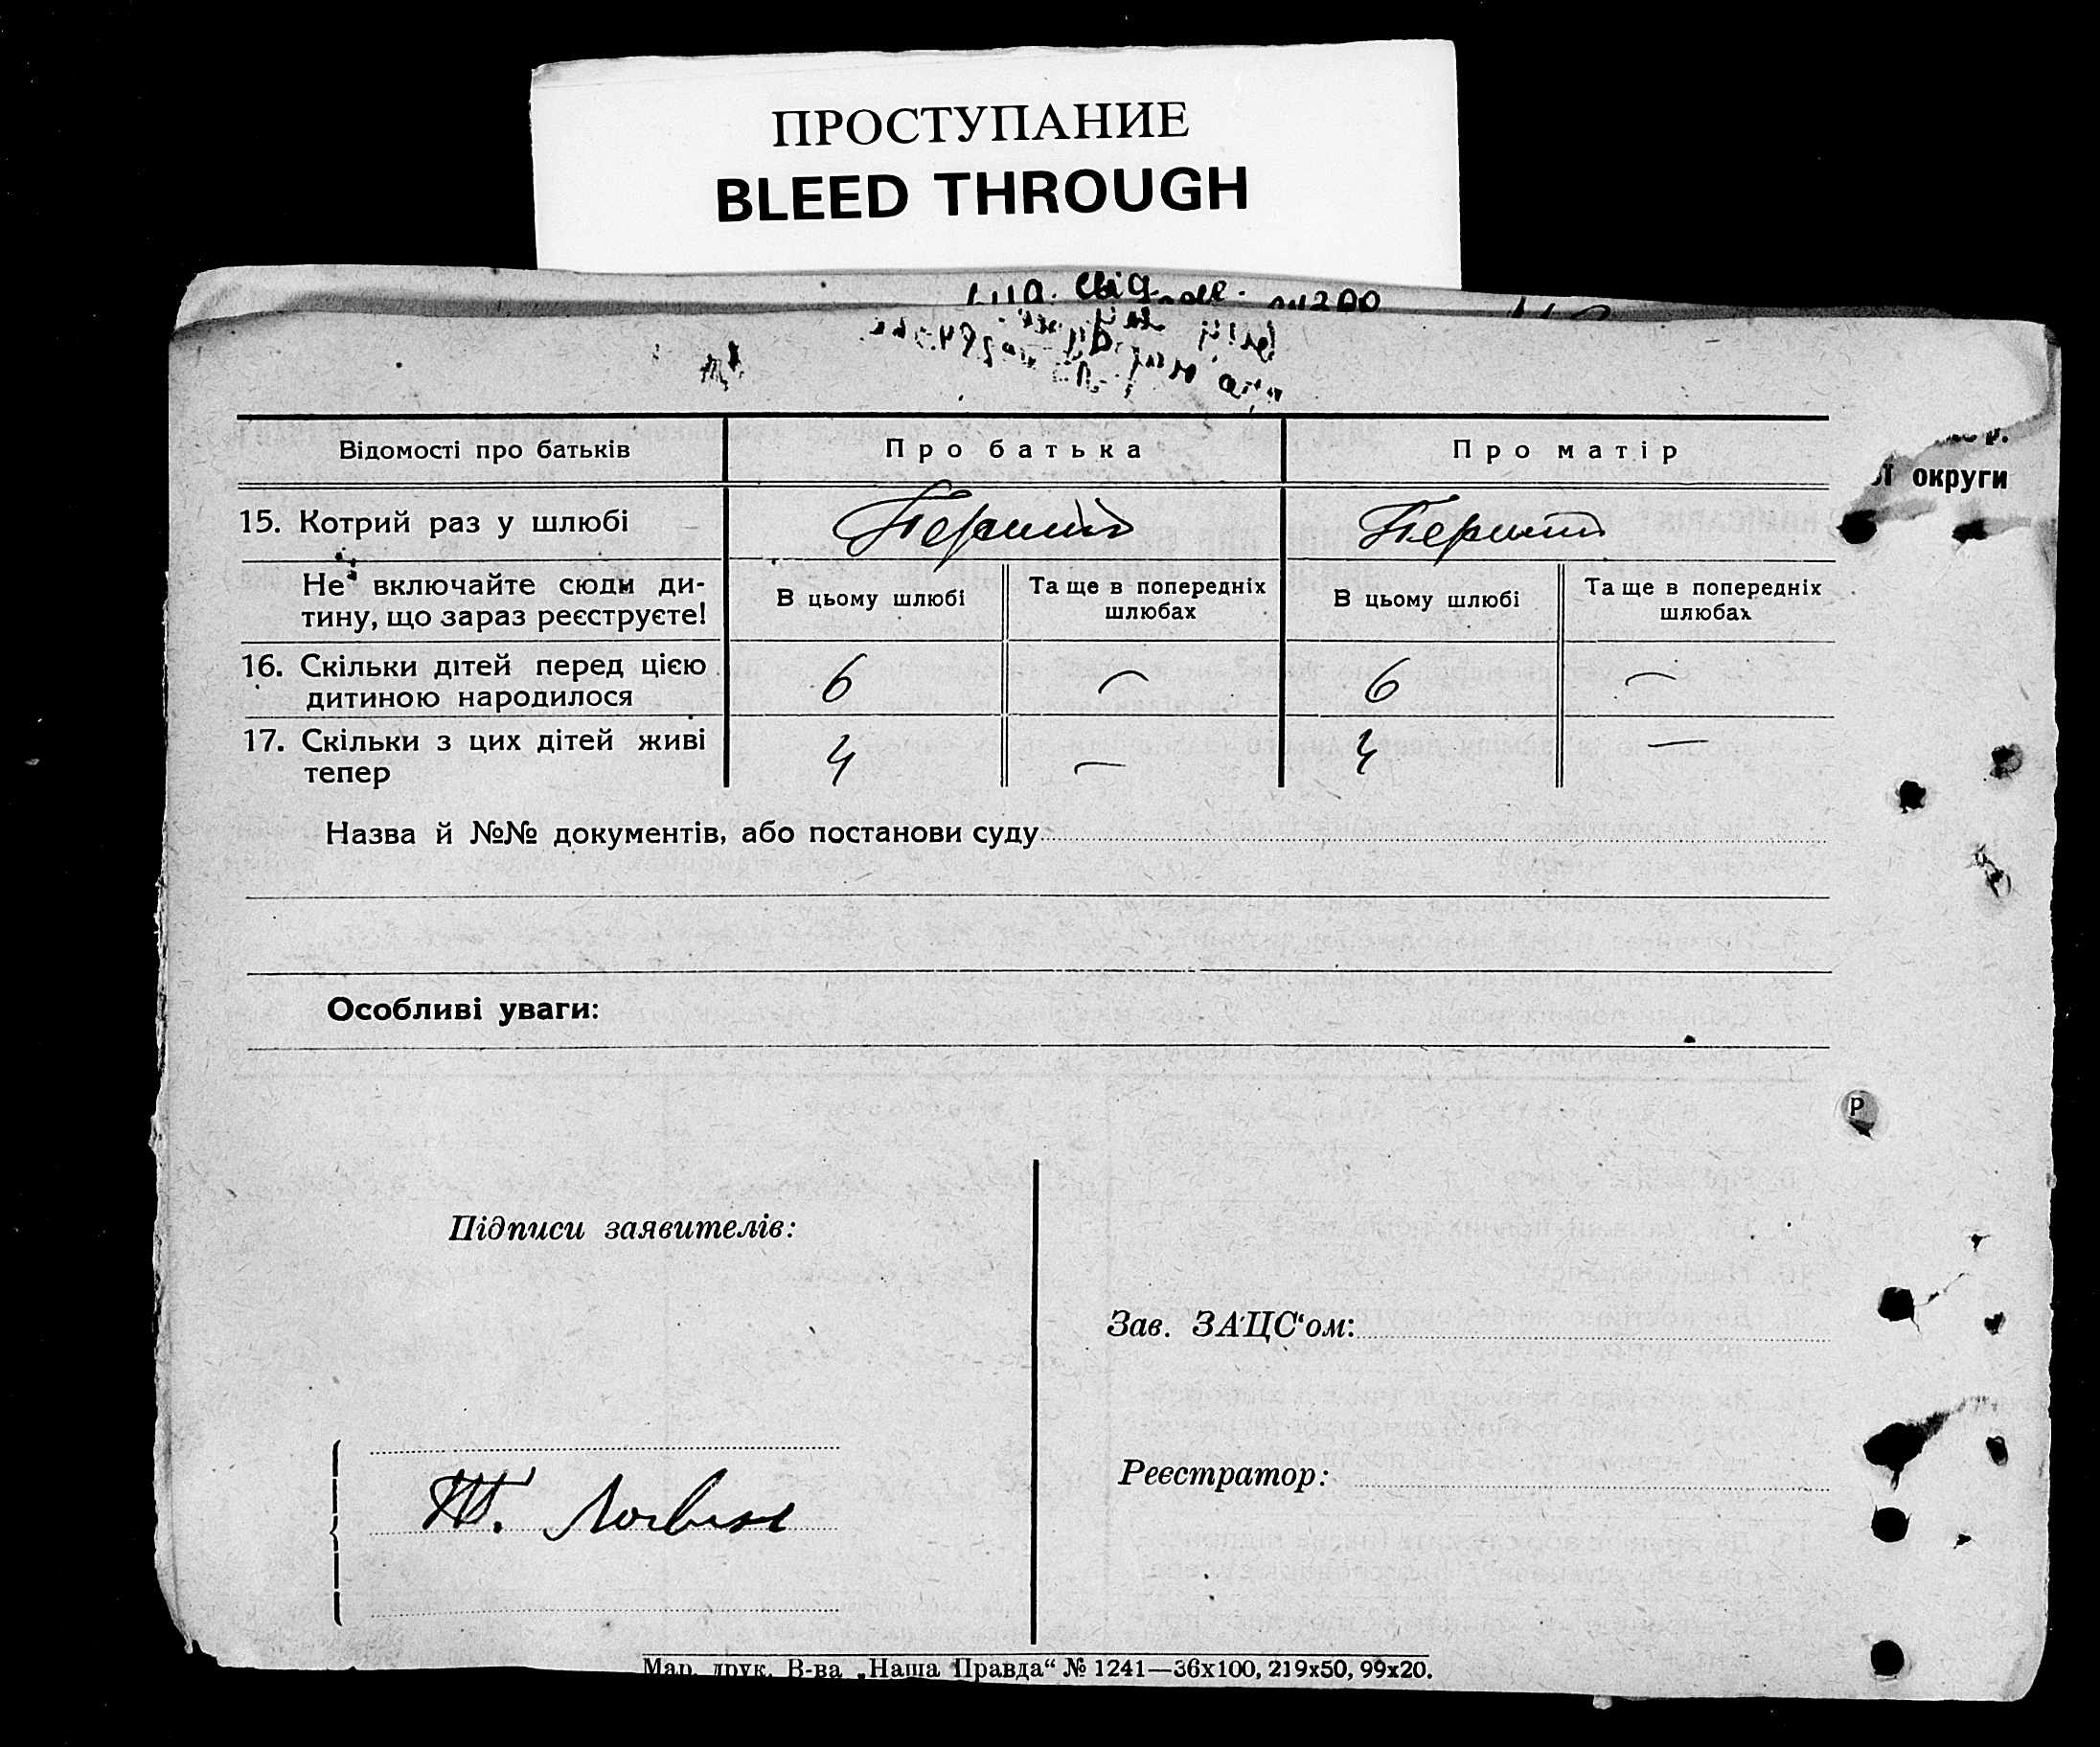 ПРОСТУПАНИЕ
BLEED THROUGH
Відомості про батьків
Про батька
Про матір
ї округи
15. Котрий раз у шлюбі
Перший
Перший
Не включайте сюди ди-
тину, що зараз реєструєте!
В цьому шлюбі
Та ще в попередніх
шлюбах
В цьому шлюбі
Та ще в попередніх
шлюбах
16. Скільки дітей перед цією
дитиною народилося
6
—
6
—
17. Скільки з цих дітей живі
тепер
4
—
4
—
Назва й №№ документів, або постанови суду
Особливі уваги:
Р
Підписи заявителів:
Зав. ЗАЦС‘ом:
Реєстратор:
Мар. друк. В-ва „Наша Правда“ № 1241—36х100, 219х50, 99х20.